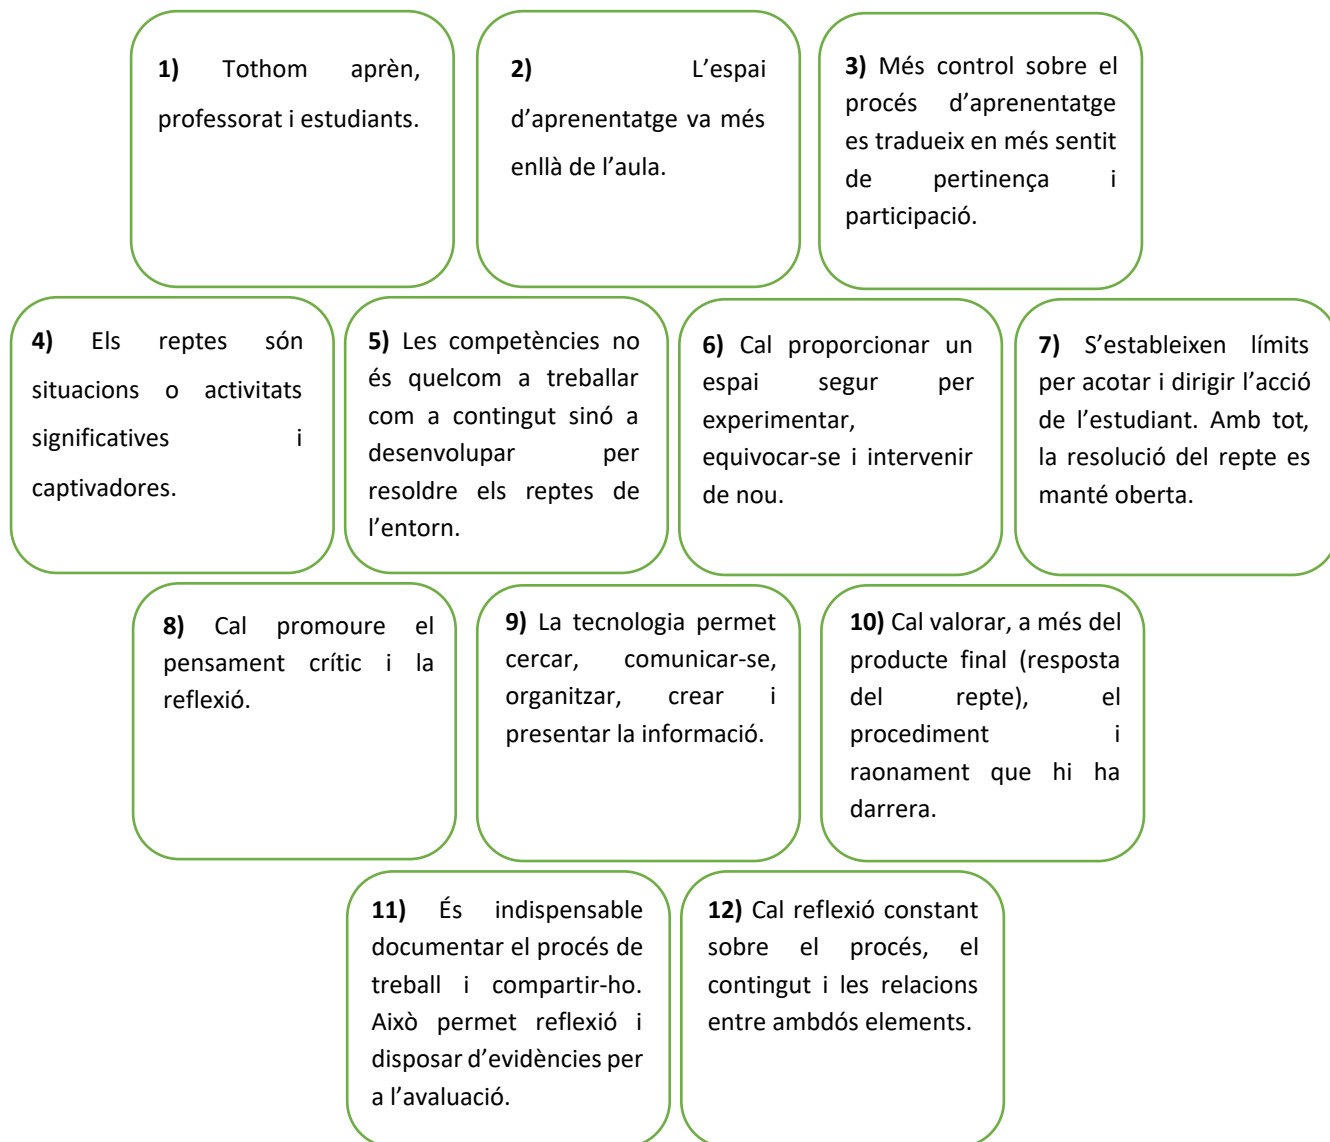 1) Tothom aprèn,
professorat i estudiants.
2) L’espai
d’aprenentatge va més
enllà de l’aula.
3) Més control sobre el
procés d’aprenentatge
es tradueix en més sentit
de pertinença i
participació.
4) Els reptes són
situacions o activitats
significatives i
captivadores.
5) Les competències no
és quelcom a treballar
com a contingut sinó a
desenvolupar per
resoldre els reptes de
l’entorn.
6) Cal proporcionar un
espai segur per
experimentar,
equivocar-se i intervenir
de nou.
7) S’estableixen límits
per acotar i dirigir l’acció
de l’estudiant. Amb tot,
la resolució del repte es
manté oberta.
8) Cal promoure el
pensament crític i la
reflexió.
9) La tecnologia permet
cercar, comunicar-se,
organitzar, crear i
presentar la informació.
10) Cal valorar, a més del
producte final (resposta
del repte), el
procediment i
raonament que hi ha
darrera.
11) És indispensable
documentar el procés de
treball i compartir-ho.
Això permet reflexió i
disposar d’evidències per
a l’avaluació.
12) Cal reflexió constant
sobre el procés, el
contingut i les relacions
entre ambdós elements.